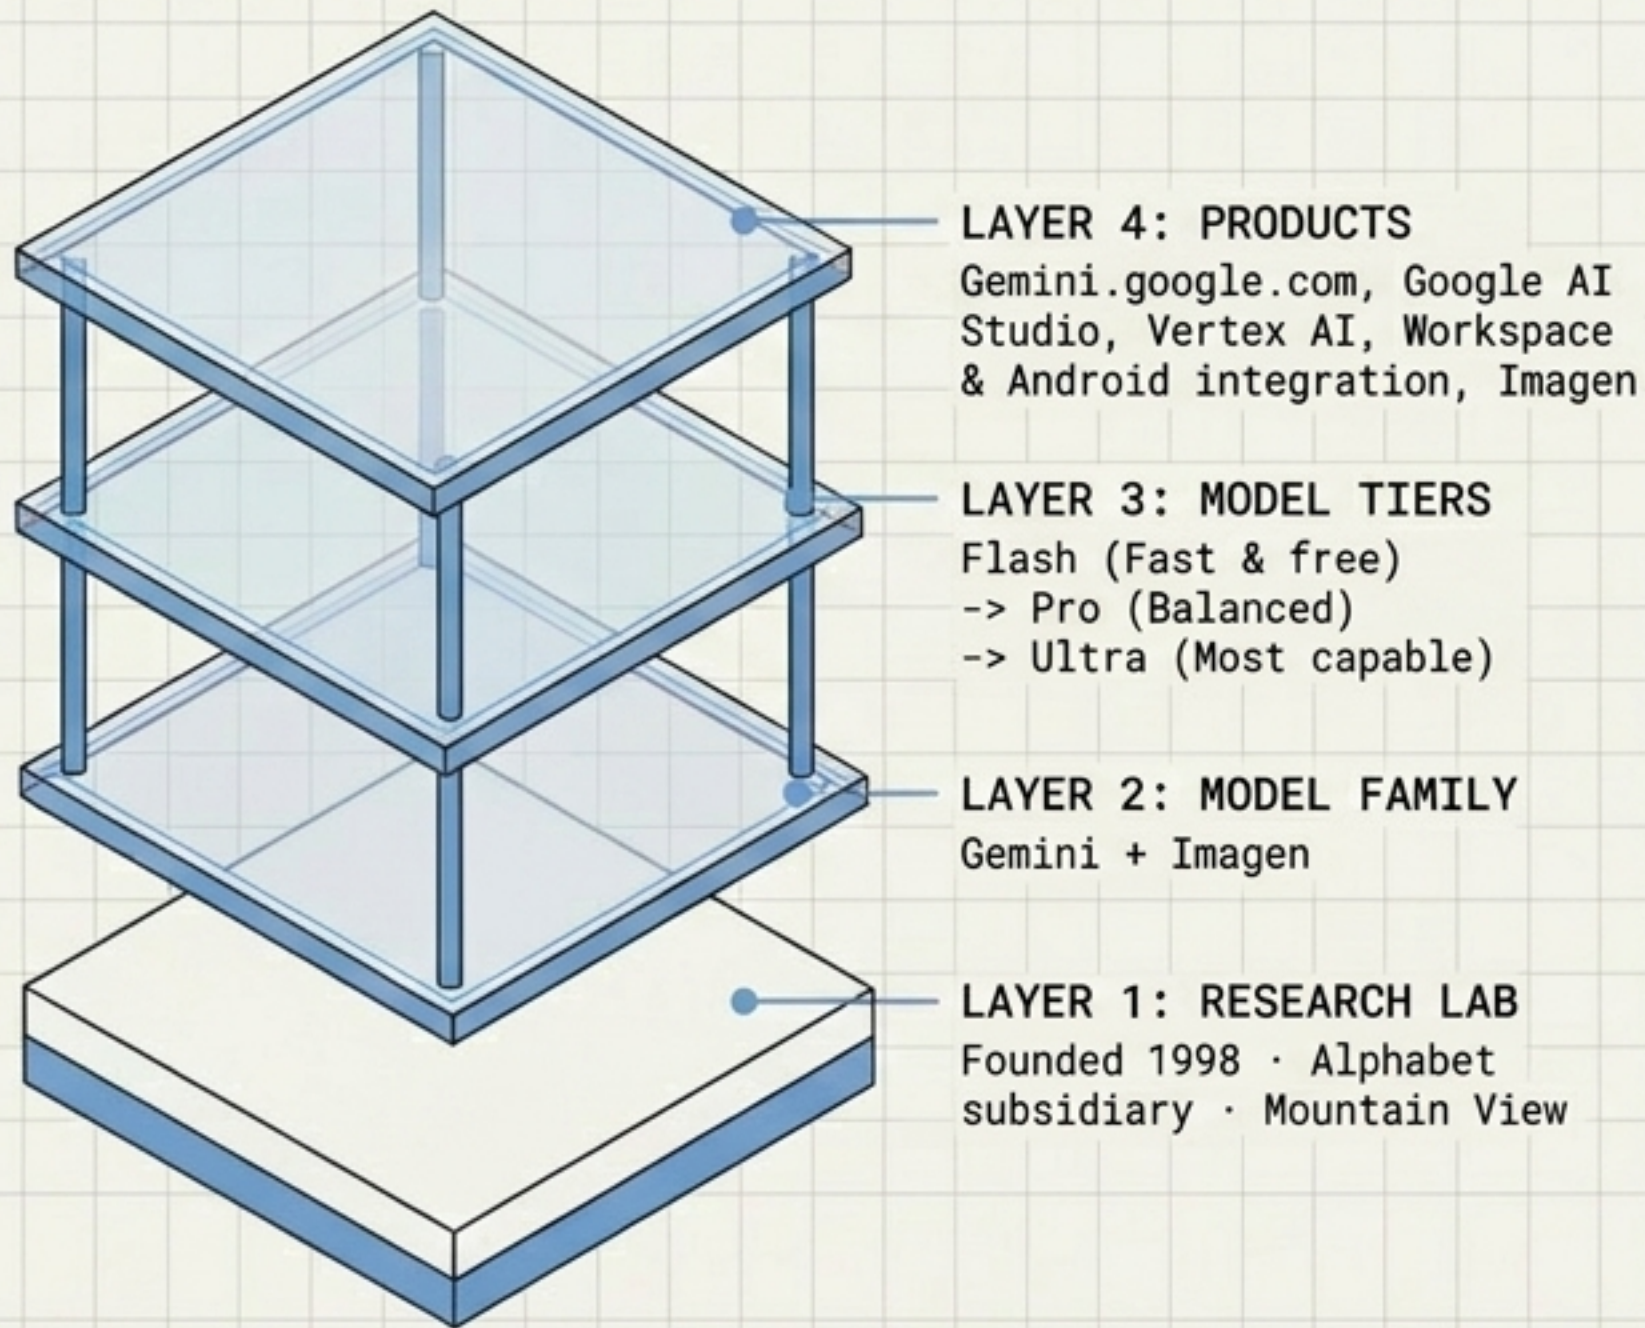 LAYER 4: PRODUCTS
Gemini.google.com, Google AI
Studio, Vertex AI, Workspace
& Android integration, Imagen
LAYER 3: MODEL TIERS
Flash (Fast & free)
-> Pro (Balanced)
-> Ultra (Most capable)
LAYER 2: MODEL FAMILY
Gemini + Imagen
LAYER 1: RESEARCH LAB
Founded 1998 · Alphabet
subsidiary · Mountain View